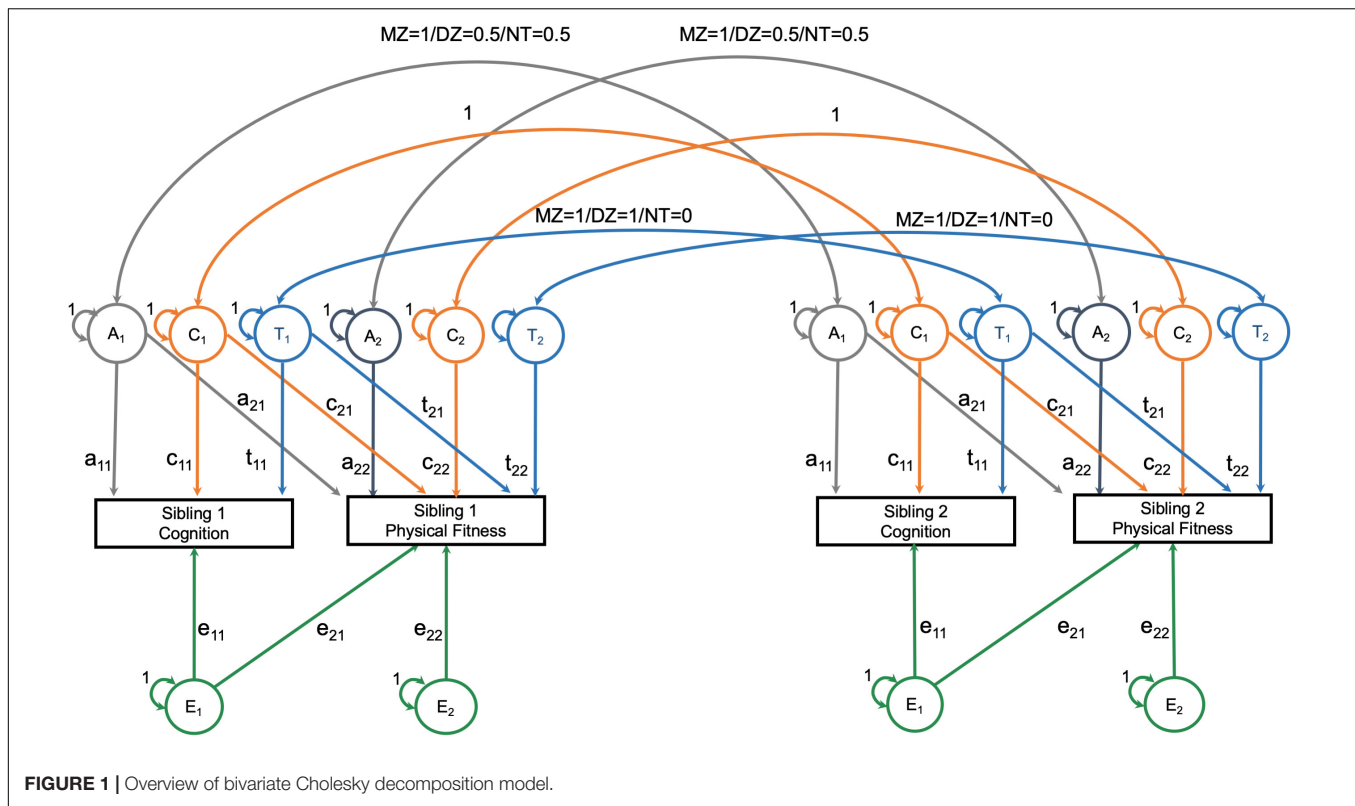 MZ=1/DZ=0.5/NT=0.5 MZ=1/DZ=0.5/NT=0.5
1 1
MZ=1/DZ=1/NT=0 MZ=1/DZ=1/NT=0
1 1 1 1 1 1 1 1 1 1 1 1
A₁ C₁ T₁ A₂ C₂ T₂ A₁ C₁ T₁ A₂ C₂ T₂
a₂₁ c₂₁ t₂₁ a₂₁ c₂₁ t₂₁
a₁₁ c₁₁ t₁₁ a₂₂ c₂₂ t₂₂ a₁₁ c₁₁ t₁₁ a₂₂ c₂₂ t₂₂
Sibling 1
Cognition
Sibling 1
Physical Fitness
Sibling 2
Cognition
Sibling 2
Physical Fitness
e₁₁ e₂₁ e₂₂ e₁₁ e₂₁ e₂₂
1 1 1 1
E₁ E₂ E₁ E₂
FIGURE 1 | Overview of bivariate Cholesky decomposition model.